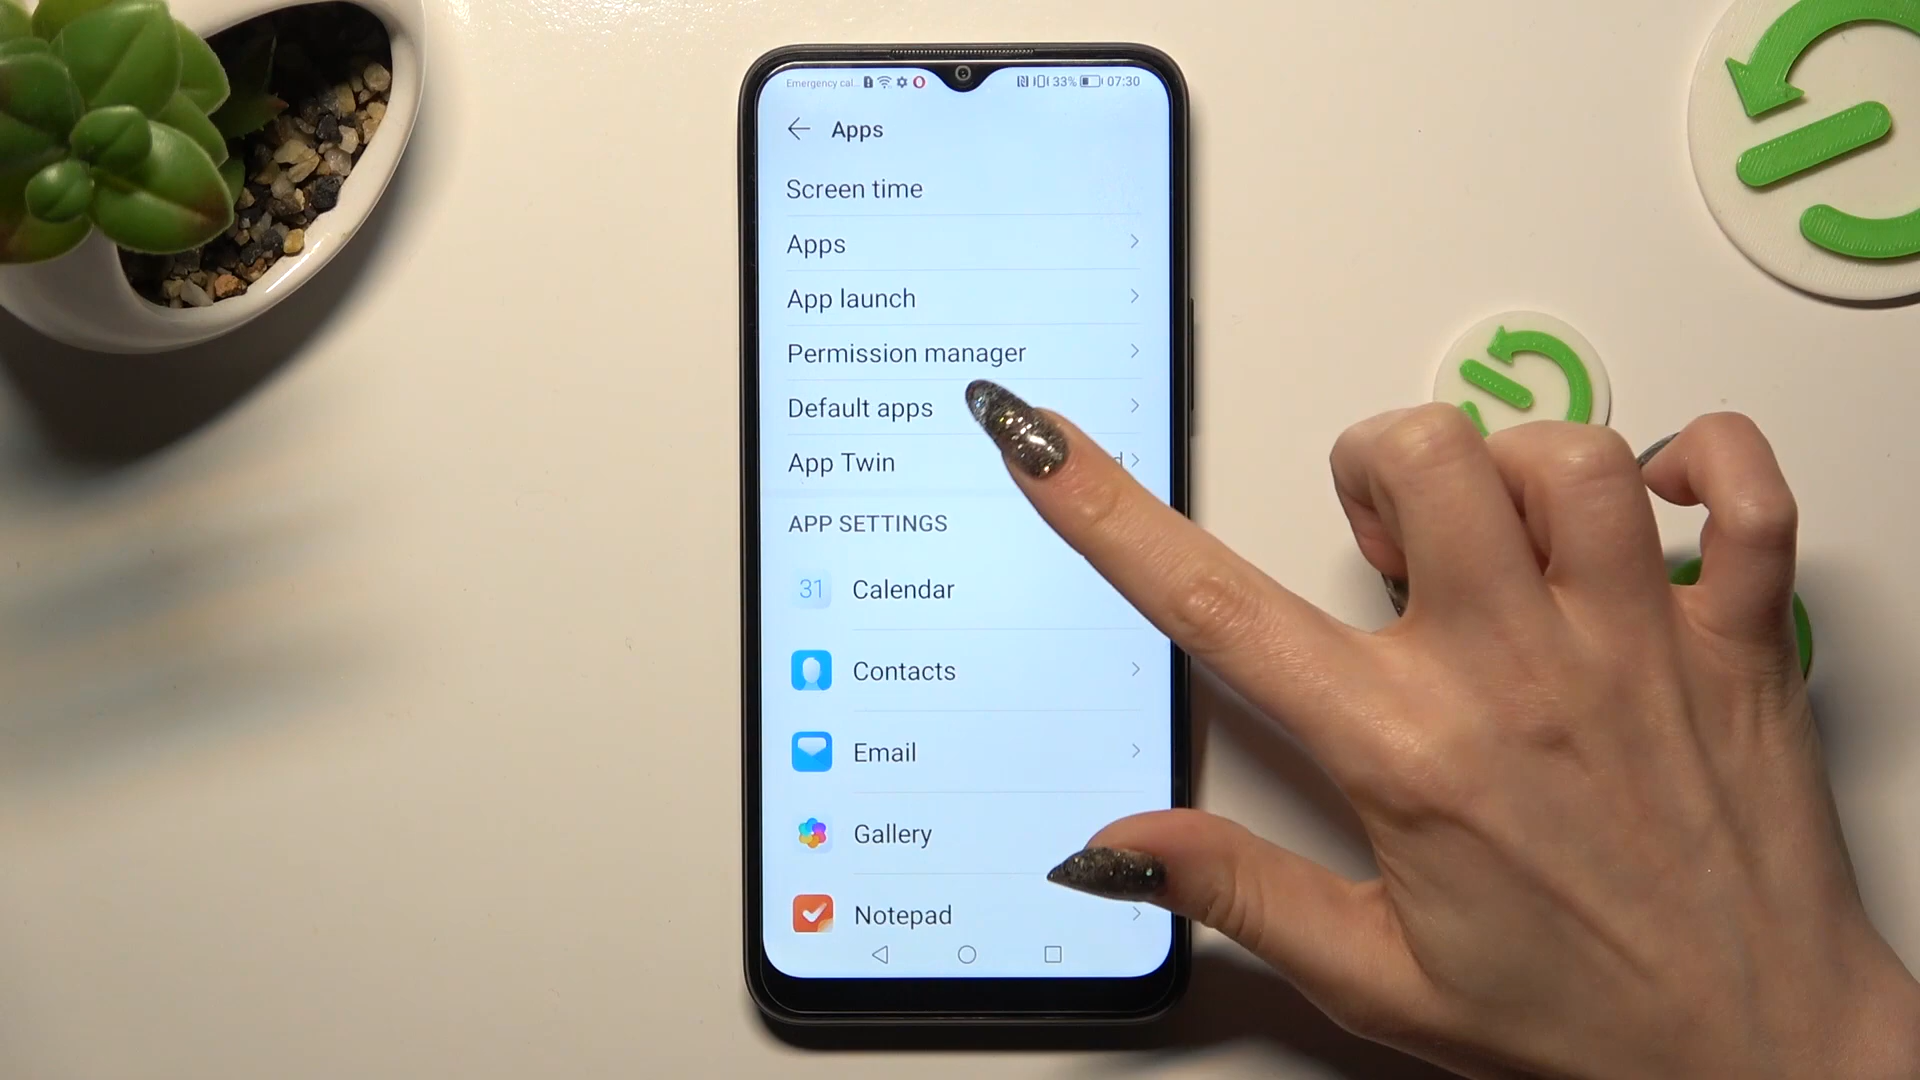 Emergency cal... 33% 07:30
Apps
Screen time
Apps
App launch
Permission manager
Default apps
App Twin
APP SETTINGS
31 Calendar
Contacts
Email
Gallery
Notepad